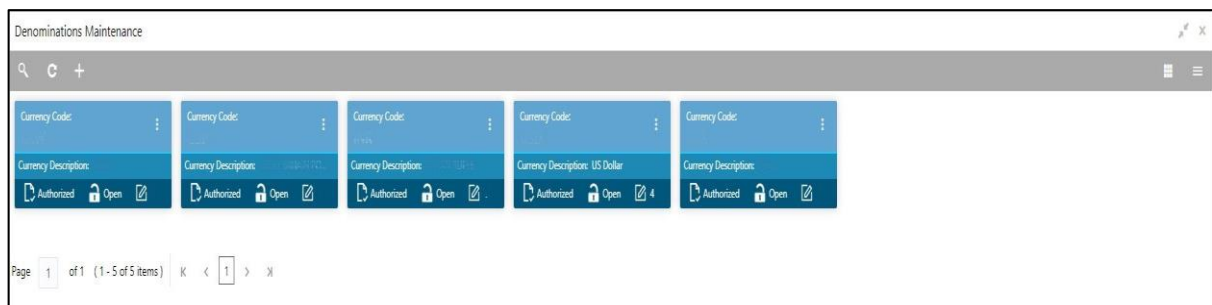 Denominations Maintenance
Currency Code: Currency Code: Currency Code: Currency Code: Currency Code:
Currency Description: Currency Description: Currency Description: Currency Description: US Dollar Currency Description:
Authorized Open Authorized Open Authorized Open Authorized Open 4 Authorized Open
Page 1 of 1 (1 - 5 of 5 items) K < 1 > >|